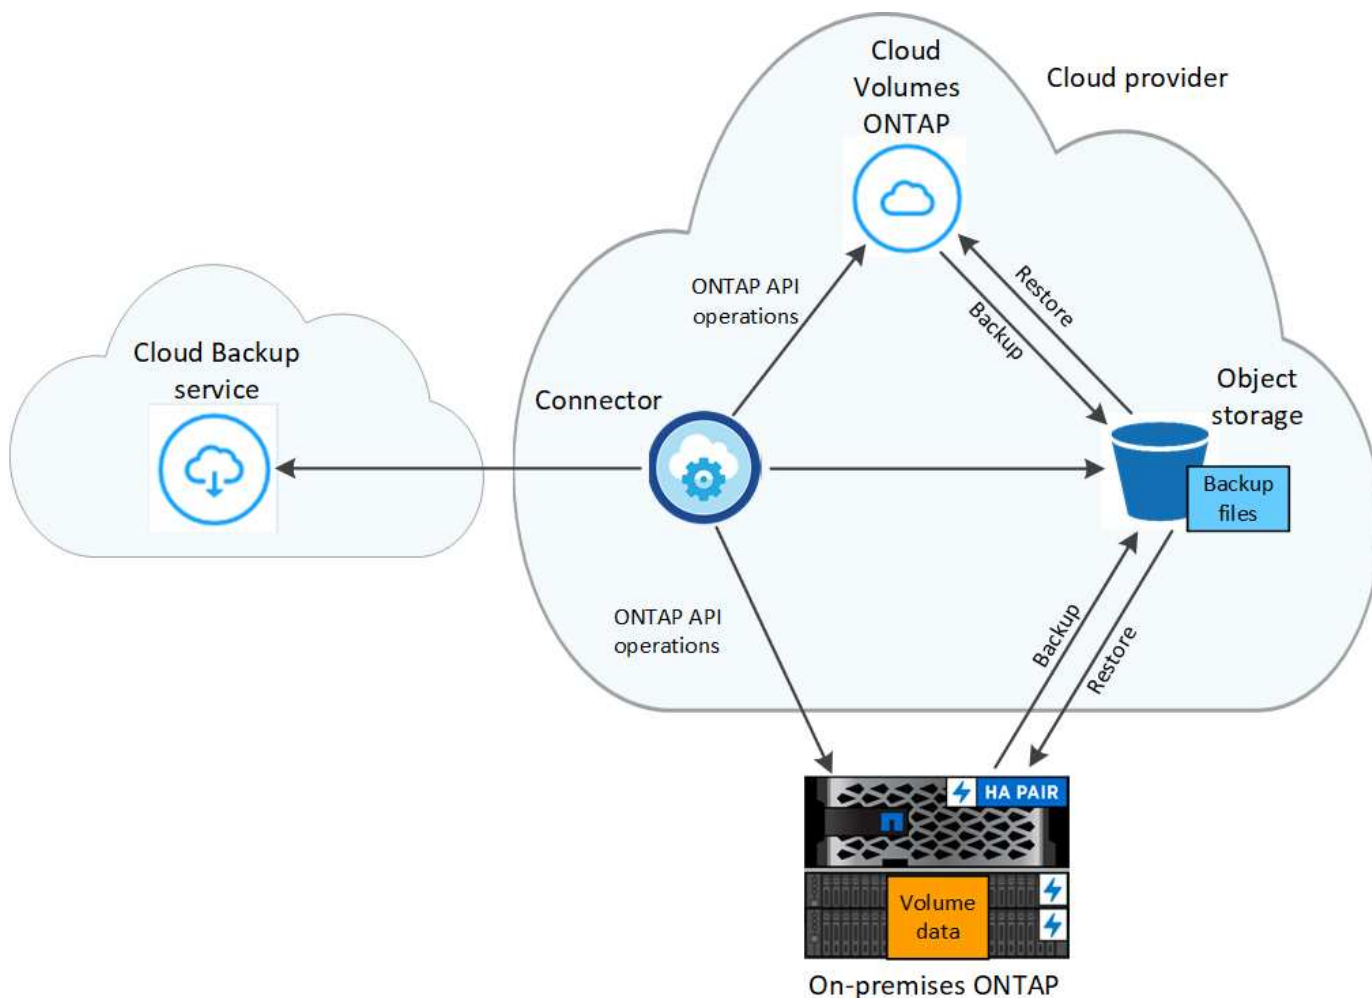 Cloud
Volumes
ONTAP
Cloud provider
ONTAP API
operations
Restore
Backup
Cloud Backup
service
Connector
Object
storage
Backup
files
ONTAP API
operations
Backup
Restore
HA PAIR
Volume
data
On-premises ONTAP